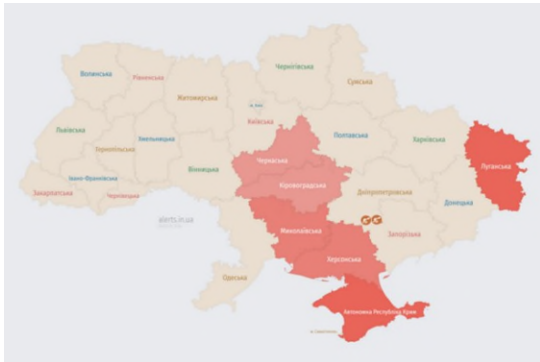 Чернігівська
Волинська
Рівненська
Сумська
Житомирська
м. Київ
Київська
Львівська
Тернопільська
Хмельницька
Полтавська
Харківська
Черкаська
Луганська
Вінницька
Івано-Франківська
Кіровоградська
Дніпропетровська
Закарпатська
Чернівецька
Донецька
alerts.in.ua
Миколаївська
Запорізька
Херсонська
Одеська
Автономна Республіка Крим